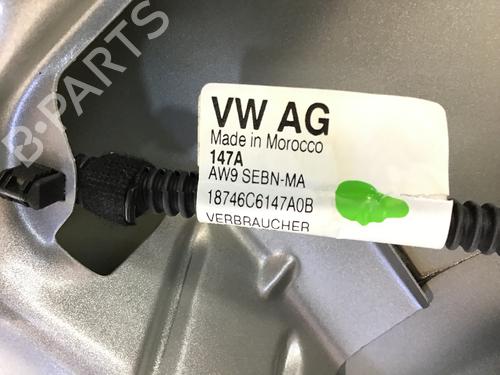 B-PARTS
VW AG
Made in Morocco
147A
AW9 SEBN-MA
18746C6147A0B
VERBRAUCHER